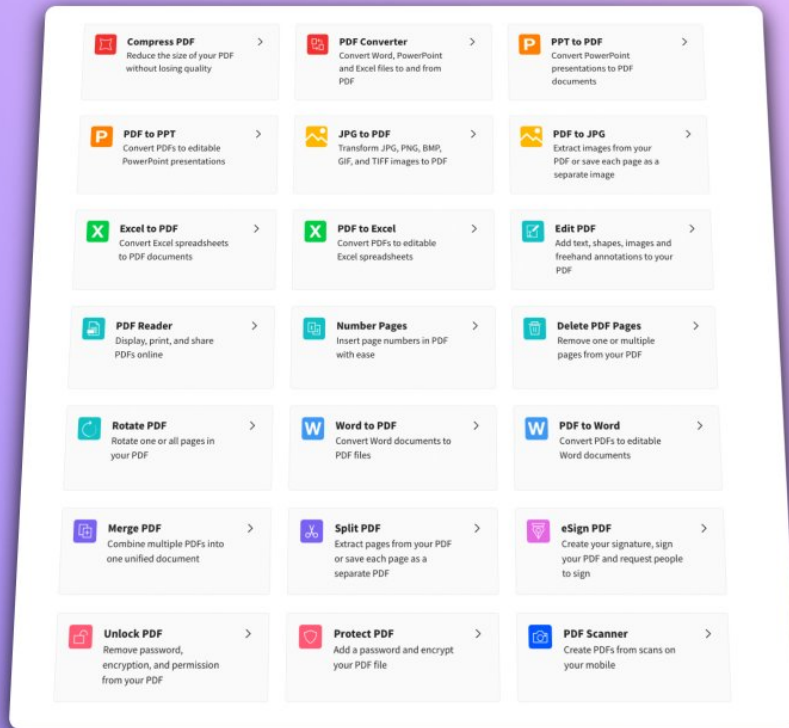 Compress PDF
Reduce the size of your PDF
without losing quality
PDF Converter
Convert Word, PowerPoint
and Excel files to and from
PDF
P
PPT to PDF
Convert PowerPoint
presentations to PDF
documents
P
PDF to PPT
Convert PDFs to editable
PowerPoint presentations
JPG to PDF
Transform JPG, PNG, BMP,
GIF, and TIFF images to PDF
PDF to JPG
Extract images from your
PDF or save each page as a
separate image
X
Excel to PDF
Convert Excel spreadsheets
to PDF documents
X
PDF to Excel
Convert PDFs to editable
Excel spreadsheets
Edit PDF
Add text, shapes, images and
freehand annotations to your
PDF
PDF Reader
Display, print, and share
PDFs online
Number Pages
Insert page numbers in PDF
with ease
Delete PDF Pages
Remove one or multiple
pages from your PDF
Rotate PDF
Rotate one or all pages in
your PDF
W
Word to PDF
Convert Word documents to
PDF files
W
PDF to Word
Convert PDFs to editable
Word documents
Merge PDF
Combine multiple PDFs into
one unified document
Split PDF
Extract pages from your PDF
or save each page as a
separate PDF
eSign PDF
Create your signature, sign
your PDF and request people
to sign
Unlock PDF
Remove password,
encryption, and permission
from your PDF
Protect PDF
Add a password and encrypt
your PDF file
PDF Scanner
Create PDFs from scans on
your mobile